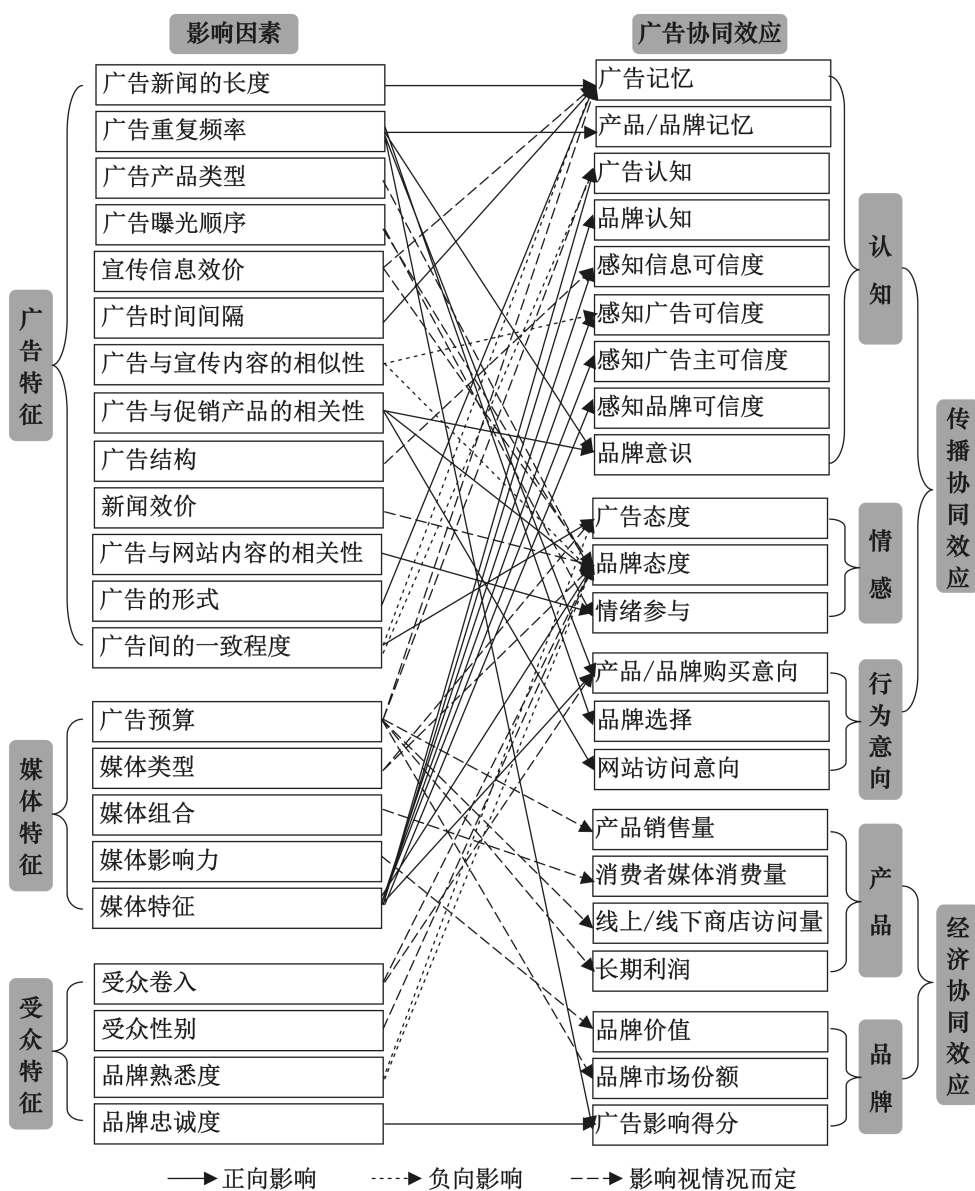 影响因素
广告协同效应
广告特征
广告新闻的长度
广告重复频率
广告产品类型
广告曝光顺序
宣传信息效价
广告时间间隔
广告与宣传内容的相似性
广告与促销产品的相关性
广告结构
新闻效价
广告与网站内容的相关性
广告的形式
广告间的一致程度
媒体特征
广告预算
媒体类型
媒体组合
媒体影响力
媒体特征
受众特征
受众卷入
受众性别
品牌熟悉度
品牌忠诚度
广告记忆
产品/品牌记忆
广告认知
品牌认知
感知信息可信度
感知广告可信度
感知广告主可信度
感知品牌可信度
品牌意识
认知
广告态度
品牌态度
情绪参与
情感
产品/品牌购买意向
品牌选择
网站访问意向
行为意向
传播协同效应
产品销售量
消费者媒体消费量
线上/线下商店访问量
长期利润
产品
品牌价值
品牌市场份额
广告影响得分
品牌
经济协同效应
正向影响 负向影响 影响视情况而定